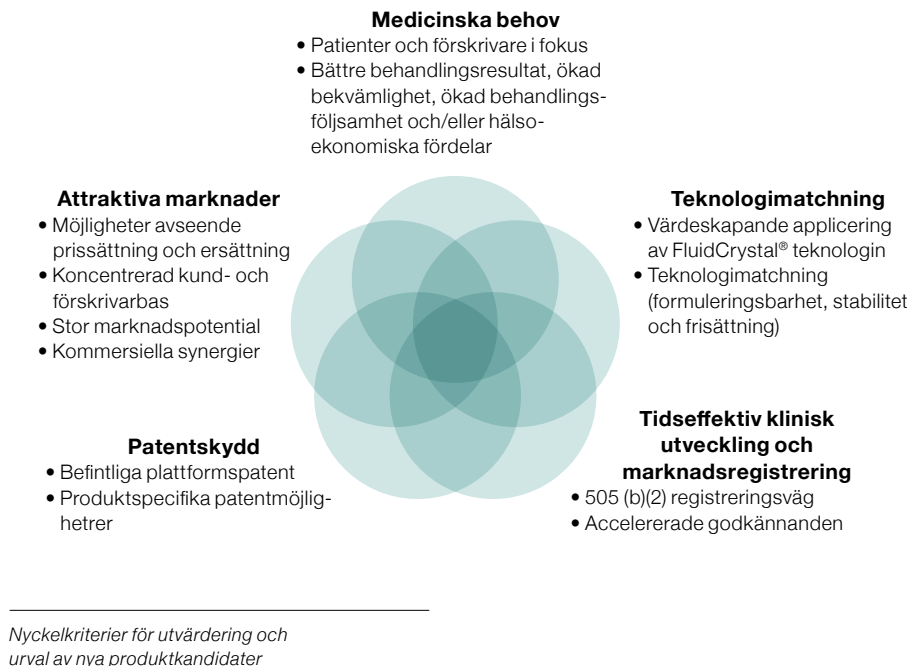 Medicinska behov
• Patienter och förskrivare i fokus
• Bättre behandlingsresultat, ökad
bekvämlighet, ökad behandlings-
följsamhet och/eller hälso-
ekonomiska fördelar
Attraktiva marknader
• Möjligheter avseende
prissättning och ersättning
• Koncentrerad kund- och
förskrivarbas
• Stor marknadspotential
• Kommersiella synergier
Teknologimatchning
• Värdeskapande applicering
av FluidCrystal® teknologin
• Teknologimatchning
(formuleringsbarhet, stabilitet
och frisättning)
Patentskydd
• Befintliga plattformspatent
• Produktspecifika patentmöjlig-
hetrer
Tidseffektiv klinisk
utveckling och
marknadsregistrering
• 505 (b)(2) registreringsväg
• Accelererade godkännanden
Nyckelkriterier för utvärdering och
urval av nya produktkandidater